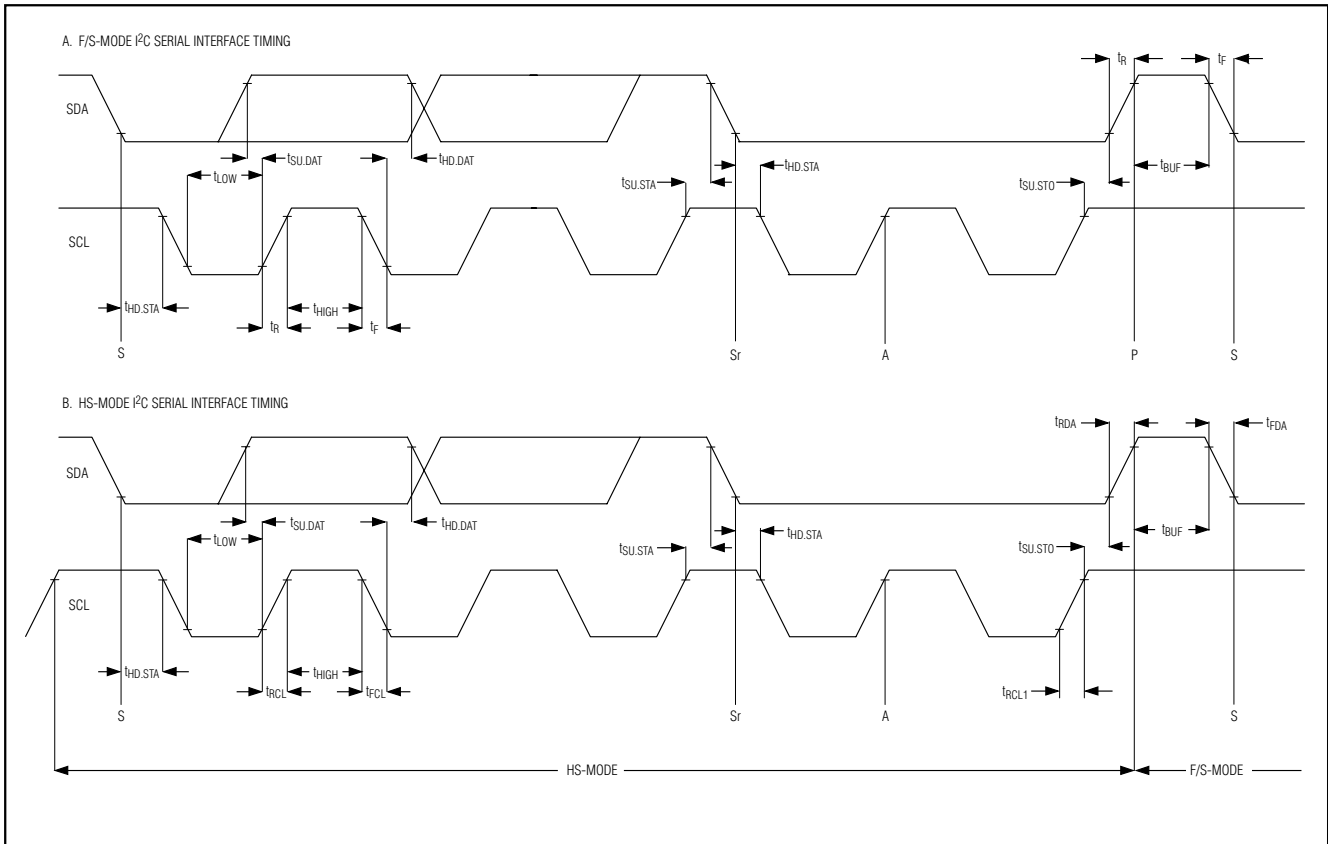 A. F/S-MODE I²C SERIAL INTERFACE TIMING
tR
tF
SDA
tSU.DAT
tHD.DAT
tLOW
tSU.STA
tHD.STA
tSU.STO
tBUF
SCL
tHD.STA
tR
tHIGH
tF
S
Sr
A
P
S
B. HS-MODE I²C SERIAL INTERFACE TIMING
tRDA
tFDA
SDA
tSU.DAT
tHD.DAT
tLOW
tSU.STA
tHD.STA
tSU.STO
tBUF
SCL
tHD.STA
tRCL
tHIGH
tFCL
tRCL1
S
Sr
A
S
HS-MODE
F/S-MODE